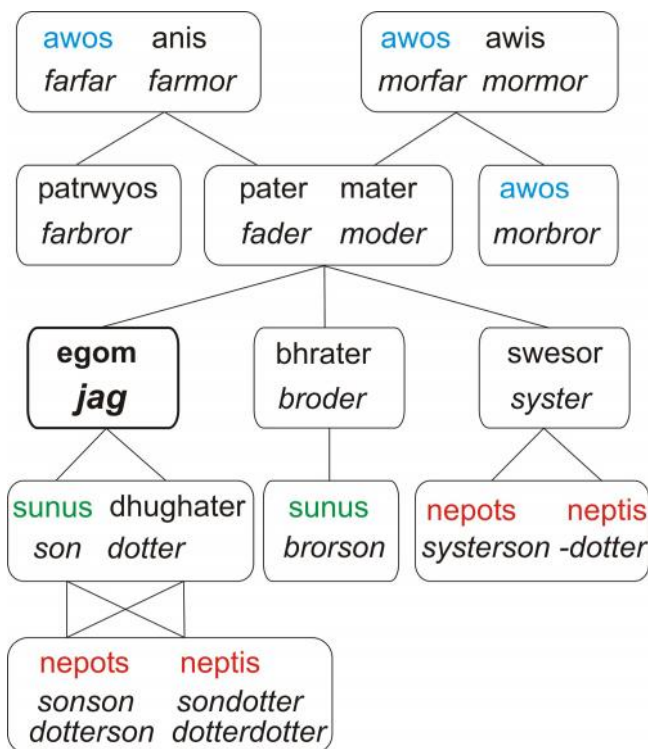 awos anis
farfar farmor
awos awis
morfar mormor
patrwyos
farbror
pater mater
fader moder
awos
morbror
egom
jag
bhrater
broder
swesor
syster
sunus dhughater
son dotter
sunus
brorson
nepots neptis
systerson -dotter
nepots neptis
sonson sondotter
dotterson dotterdotter